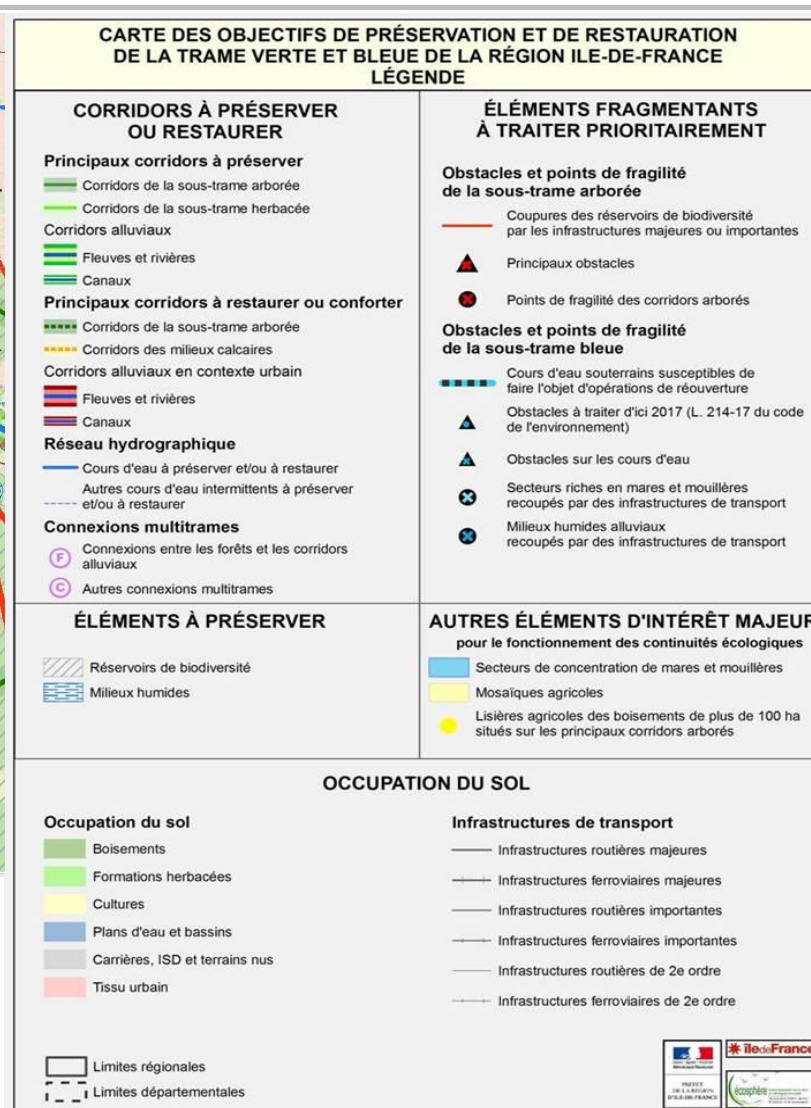 CARTE DES OBJECTIFS DE PRÉSERVATION ET DE RESTAURATION
DE LA TRAME VERTE ET BLEUE DE LA RÉGION ILE-DE-FRANCE
LÉGENDE
CORRIDORS À PRÉSERVER
OU RESTAURER
Principaux corridors à préserver
Corridors de la sous-trame arborée
Corridors de la sous-trame herbacée
Corridors alluviaux
Fleuves et rivières
Canaux
Principaux corridors à restaurer ou conforter
Corridors de la sous-trame arborée
Corridors des milieux calcaires
Corridors alluviaux en contexte urbain
Fleuves et rivières
Canaux
Réseau hydrographique
Cours d'eau à préserver et/ou à restaurer
Autres cours d'eau intermittents à préserver
et/ou à restaurer
Connexions multitrames
F
Connexions entre les forêts et les corridors
alluviaux
C
Autres connexions multitrames
ÉLÉMENTS FRAGMENTANTS
À TRAITER PRIORITAIREMENT
Obstacles et points de fragilité
de la sous-trame arborée
Coupures des réservoirs de biodiversité
par les infrastructures majeures ou importantes
Principaux obstacles
Points de fragilité des corridors arborés
Obstacles et points de fragilité
de la sous-trame bleue
Cours d'eau souterrains susceptibles de
faire l'objet d'opérations de réouverture
Obstacles à traiter d'ici 2017 (L. 214-17 du code
de l'environnement)
Obstacles sur les cours d'eau
Secteurs riches en mares et mouillères
recoupés par des infrastructures de transport
Milieux humides alluviaux
recoupés par des infrastructures de transport
ÉLÉMENTS À PRÉSERVER
Réservoirs de biodiversité
Milieux humides
AUTRES ÉLÉMENTS D'INTÉRÊT MAJEUR
pour le fonctionnement des continuités écologiques
Secteurs de concentration de mares et mouillères
Mosaïques agricoles
Lisières agricoles des boisements de plus de 100 ha
situés sur les principaux corridors arborés
OCCUPATION DU SOL
Occupation du sol
Boisements
Formations herbacées
Cultures
Plans d'eau et bassins
Carrières, ISD et terrains nus
Tissu urbain
Infrastructures de transport
Infrastructures routières majeures
Infrastructures ferroviaires majeures
Infrastructures routières importantes
Infrastructures ferroviaires importantes
Infrastructures routières de 2e ordre
Infrastructures ferroviaires de 2e ordre
Limites régionales
Limites départementales
PRÉFET
DE LA RÉGION
D'ÎLE-DE-FRANCE
île de France
écosphère